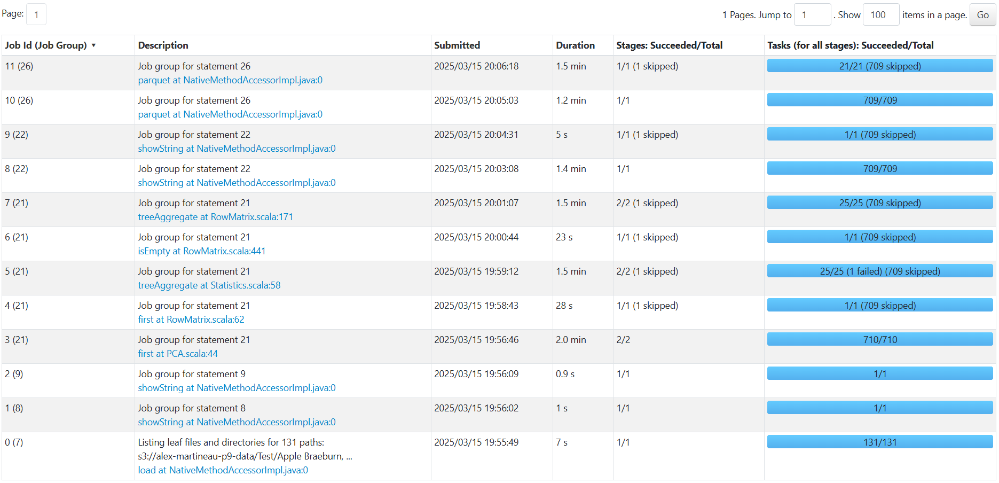 Page: 1
1 Pages. Jump to 1 . Show 100 items in a page. Go
Job Id (Job Group) ▾ Description Submitted Duration Stages: Succeeded/Total Tasks (for all stages): Succeeded/Total
11 (26) Job group for statement 26 2025/03/15 20:06:18 1.5 min 1/1 (1 skipped) 21/21 (709 skipped)
parquet at NativeMethodAccessorImpl.java:0
10 (26) Job group for statement 26 2025/03/15 20:05:03 1.2 min 1/1 709/709
parquet at NativeMethodAccessorImpl.java:0
9 (22) Job group for statement 22 2025/03/15 20:04:31 5 s 1/1 (1 skipped) 1/1 (709 skipped)
showString at NativeMethodAccessorImpl.java:0
8 (22) Job group for statement 22 2025/03/15 20:03:08 1.4 min 1/1 709/709
showString at NativeMethodAccessorImpl.java:0
7 (21) Job group for statement 21 2025/03/15 20:01:07 1.5 min 2/2 (1 skipped) 25/25 (709 skipped)
treeAggregate at RowMatrix.scala:171
6 (21) Job group for statement 21 2025/03/15 20:00:44 23 s 1/1 (1 skipped) 1/1 (709 skipped)
isEmpty at RowMatrix.scala:441
5 (21) Job group for statement 21 2025/03/15 19:59:12 1.5 min 2/2 (1 skipped) 25/25 (1 failed) (709 skipped)
treeAggregate at Statistics.scala:58
4 (21) Job group for statement 21 2025/03/15 19:58:43 28 s 1/1 (1 skipped) 1/1 (709 skipped)
first at RowMatrix.scala:62
3 (21) Job group for statement 21 2025/03/15 19:56:46 2.0 min 2/2 710/710
first at PCA.scala:44
2 (9) Job group for statement 9 2025/03/15 19:56:09 0.9 s 1/1 1/1
showString at NativeMethodAccessorImpl.java:0
1 (8) Job group for statement 8 2025/03/15 19:56:02 1 s 1/1 1/1
showString at NativeMethodAccessorImpl.java:0
0 (7) Listing leaf files and directories for 131 paths: 2025/03/15 19:55:49 7 s 1/1 131/131
s3://alex-martineau-p9-data/Test/Apple Braeburn, ...
load at NativeMethodAccessorImpl.java:0